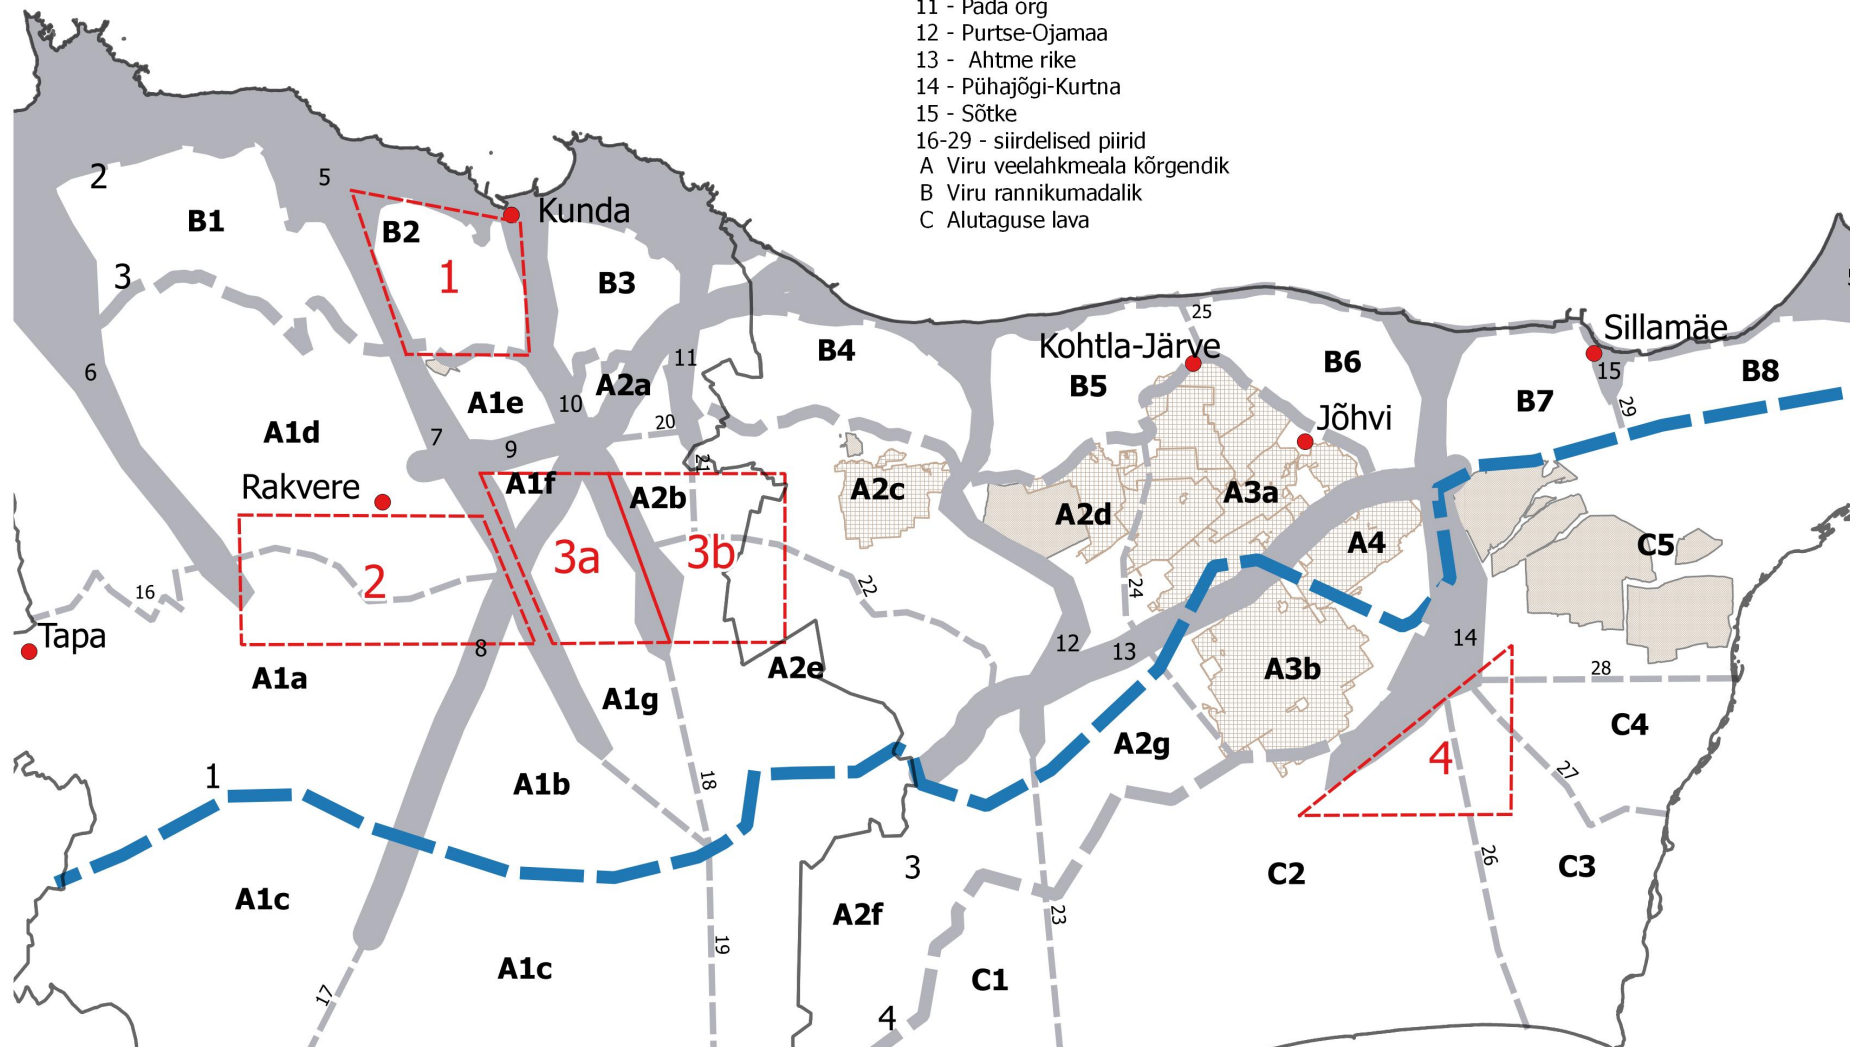 11 - Pada org
12 - Purtse-Ojamaa
13 - Ahtme rike
14 - Pühajõgi-Kurtna
15 - Sõtke
16-29 - siirdelised piirid
A Viru veelahkmeala kõrgendik
B Viru rannikumadalik
C Alutaguse lava
2
5
B1
B2
Kunda
1
3
B3
25
Kohtla-Järve
Sillamäe
B4
11
6
B5
B6
15
B7
B8
29
A1e
A2a
10
20
Jõhvi
A1d
7
9
21
Rakvere
A1f
A2b
A2c
A2d
A3a
A4
C5
2
3a
3b
16
22
24
Tapa
8
12
13
14
A1a
A1g
A2e
A3b
28
C4
A2g
4
27
1
A1b
18
3
26
C2
C3
A1c
A2f
23
19
A1c
C1
17
4